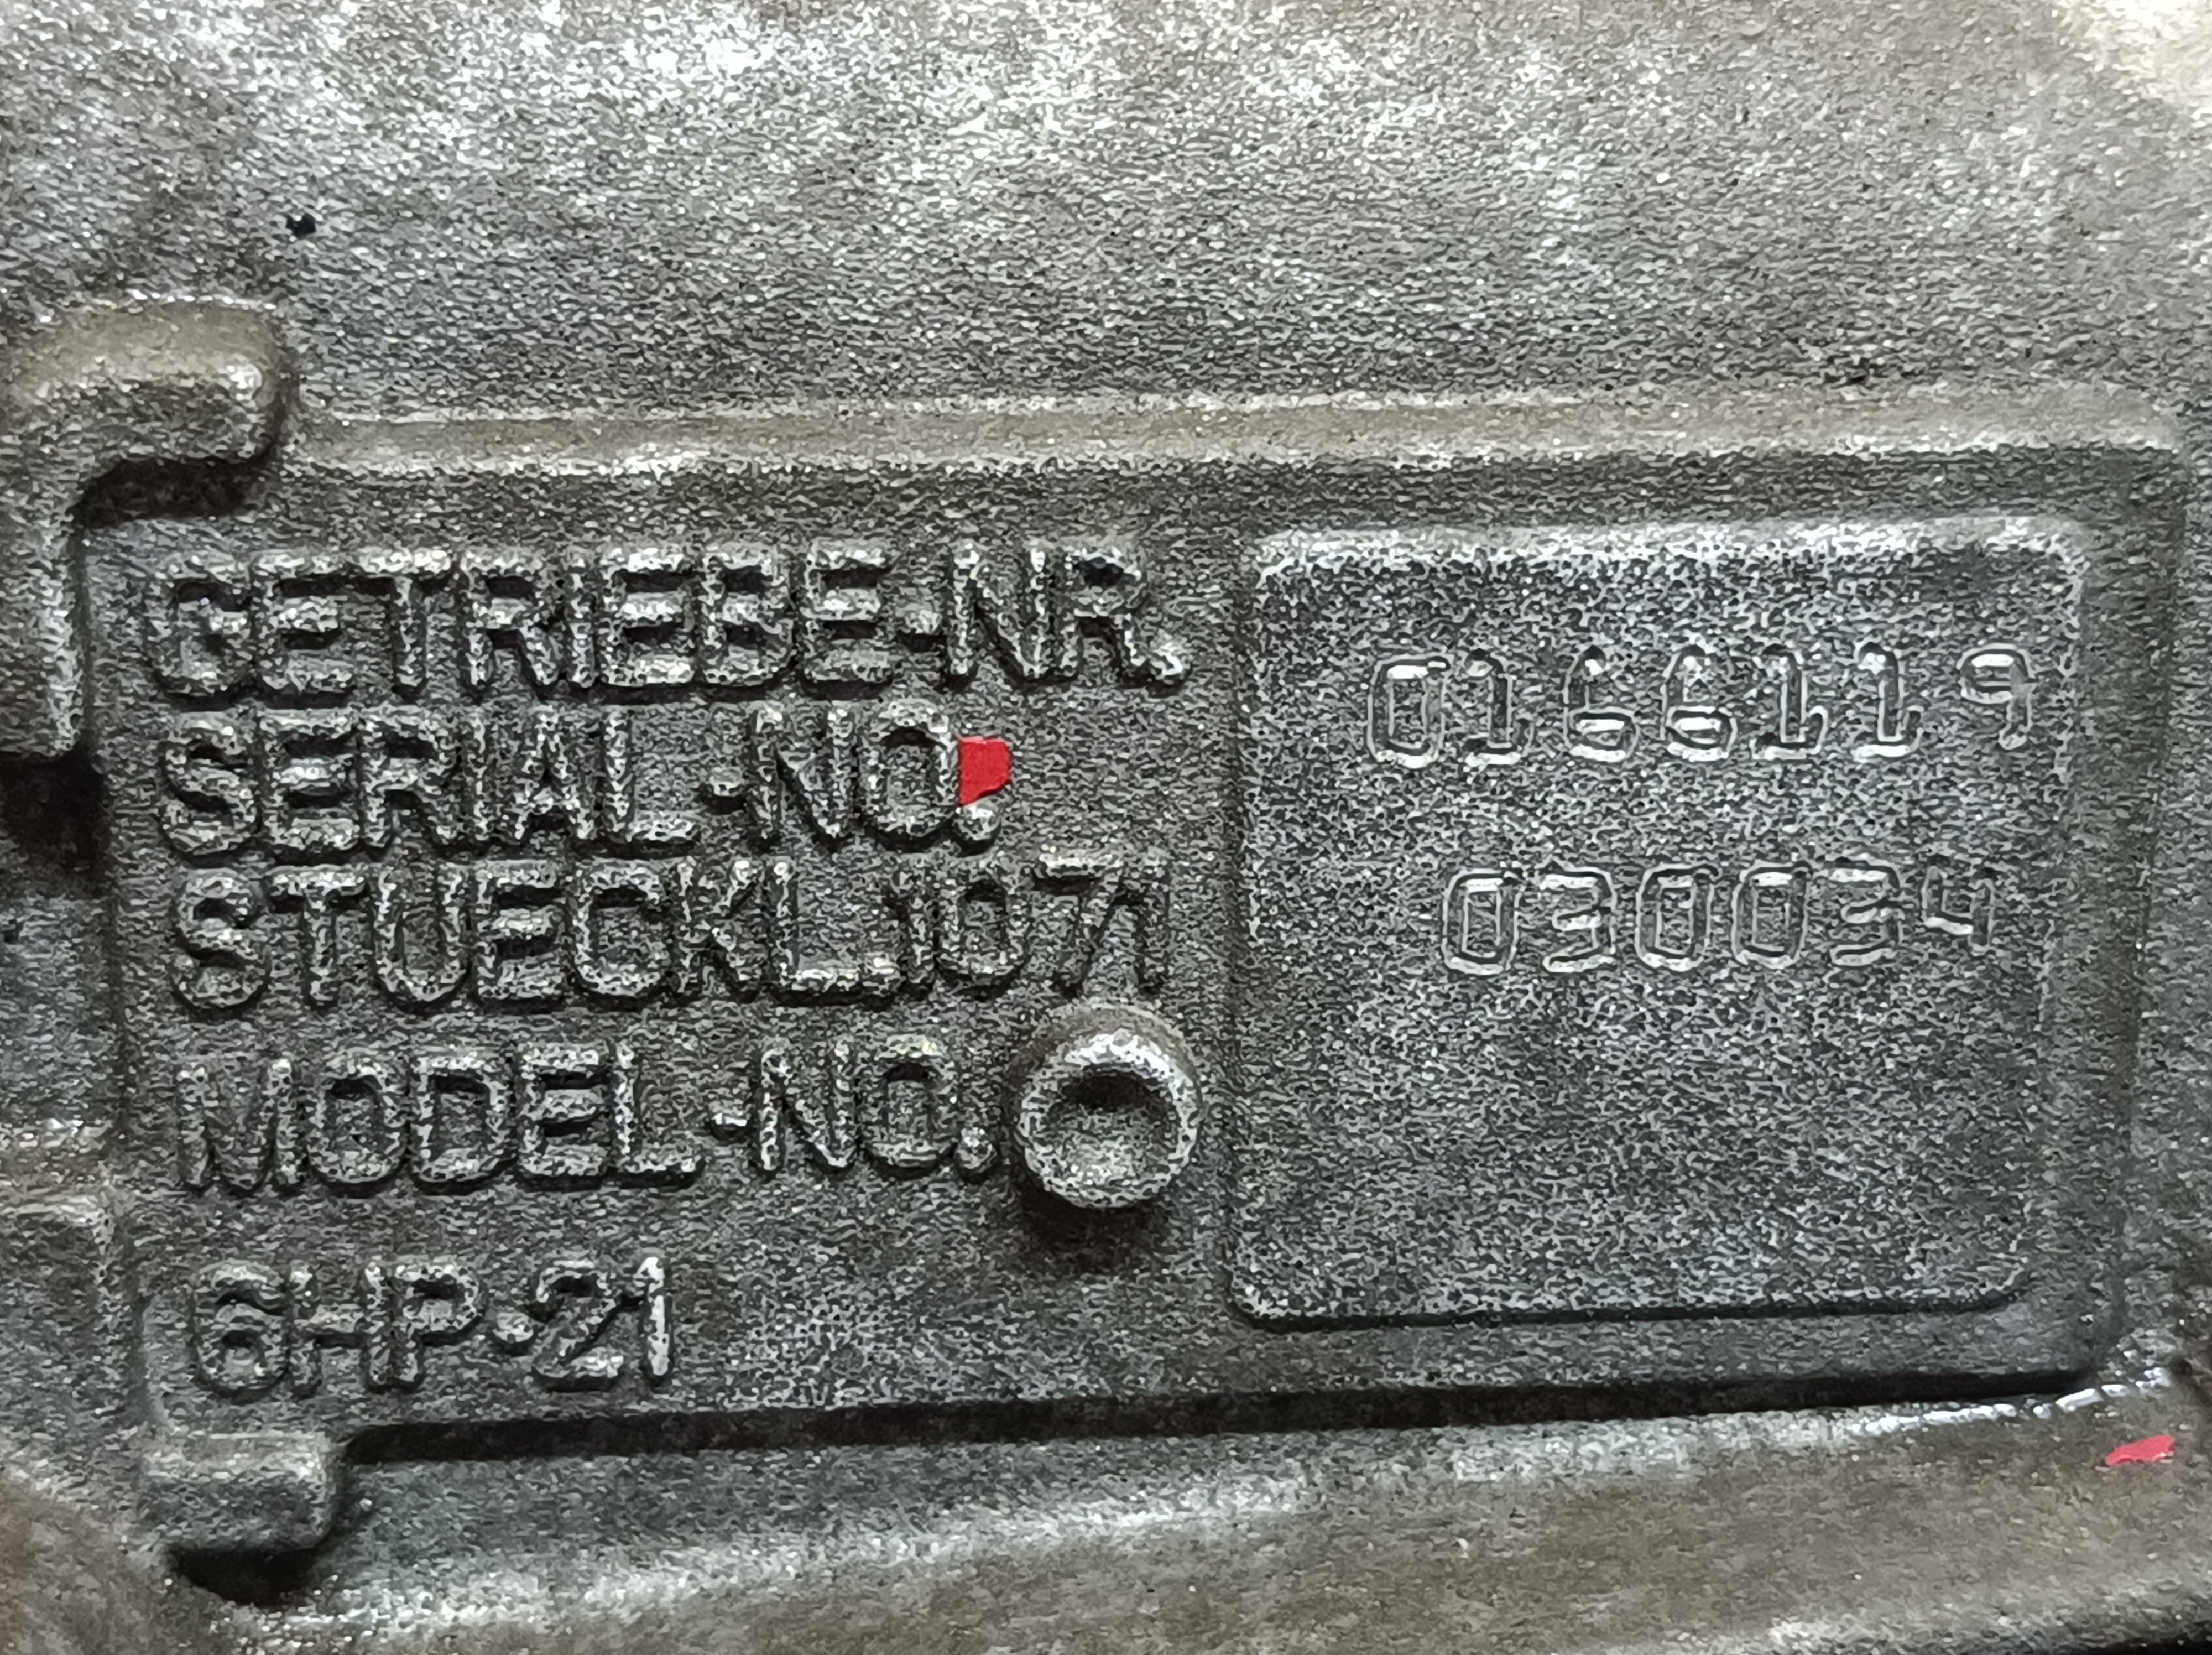 GETRIEBE-NR. 0166119
SERIAL-NO.
STUECKL.1071 030034
MODEL-NO.
6HP-21